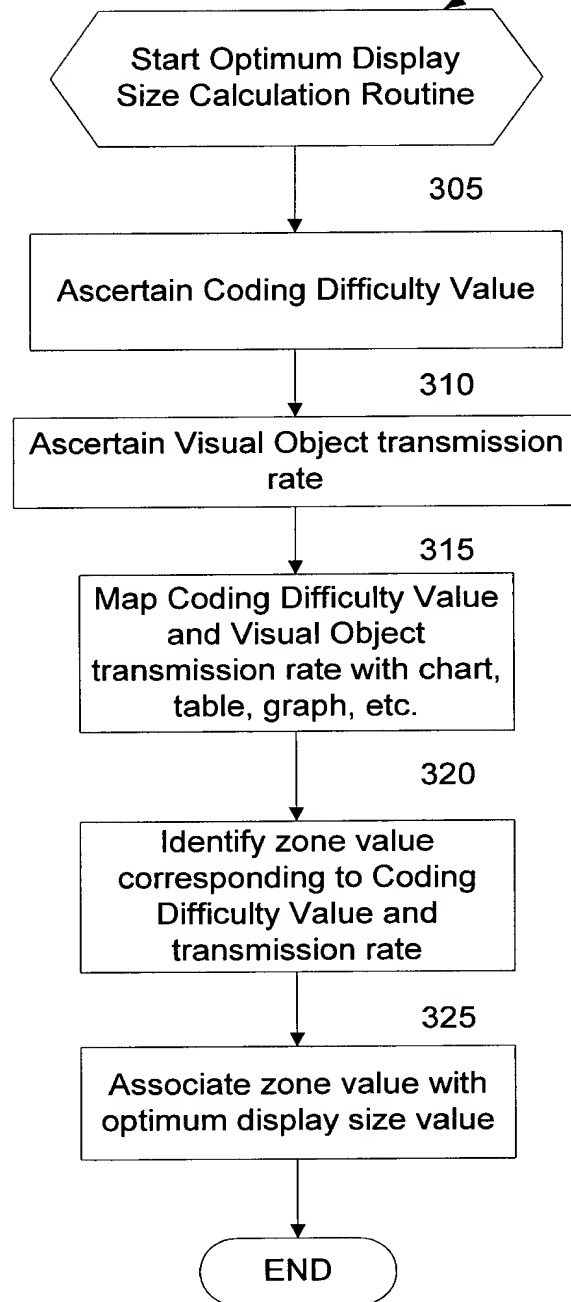 Start Optimum Display
Size Calculation Routine
305
Ascertain Coding Difficulty Value
310
Ascertain Visual Object transmission
rate
315
Map Coding Difficulty Value
and Visual Object
transmission rate with chart,
table, graph, etc.
320
Identify zone value
corresponding to Coding
Difficulty Value and
transmission rate
325
Associate zone value with
optimum display size value
END